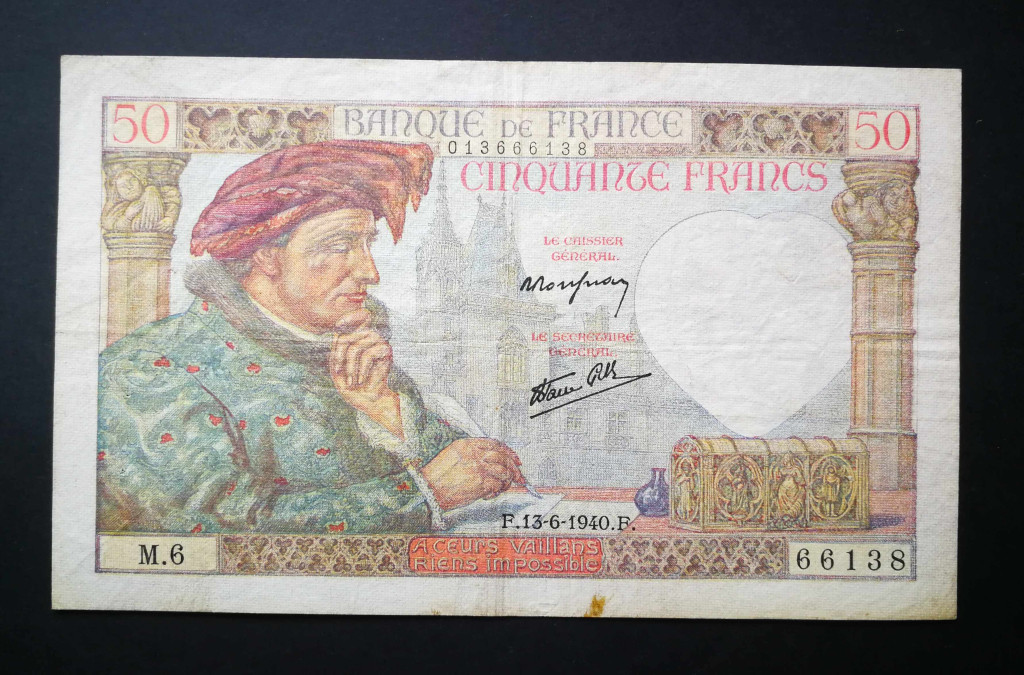 50 BANQUE DE FRANCE 50
013666138
CINQUANTE FRANCS
LE CAISSIER
GÉNÉRAL.
LE SECRÉTAIRE
GÉNÉRAL.
F.13-6-1940.F.
M.6
A CEURS VAILLANS
RIENS IMPOSSIBLE
66138